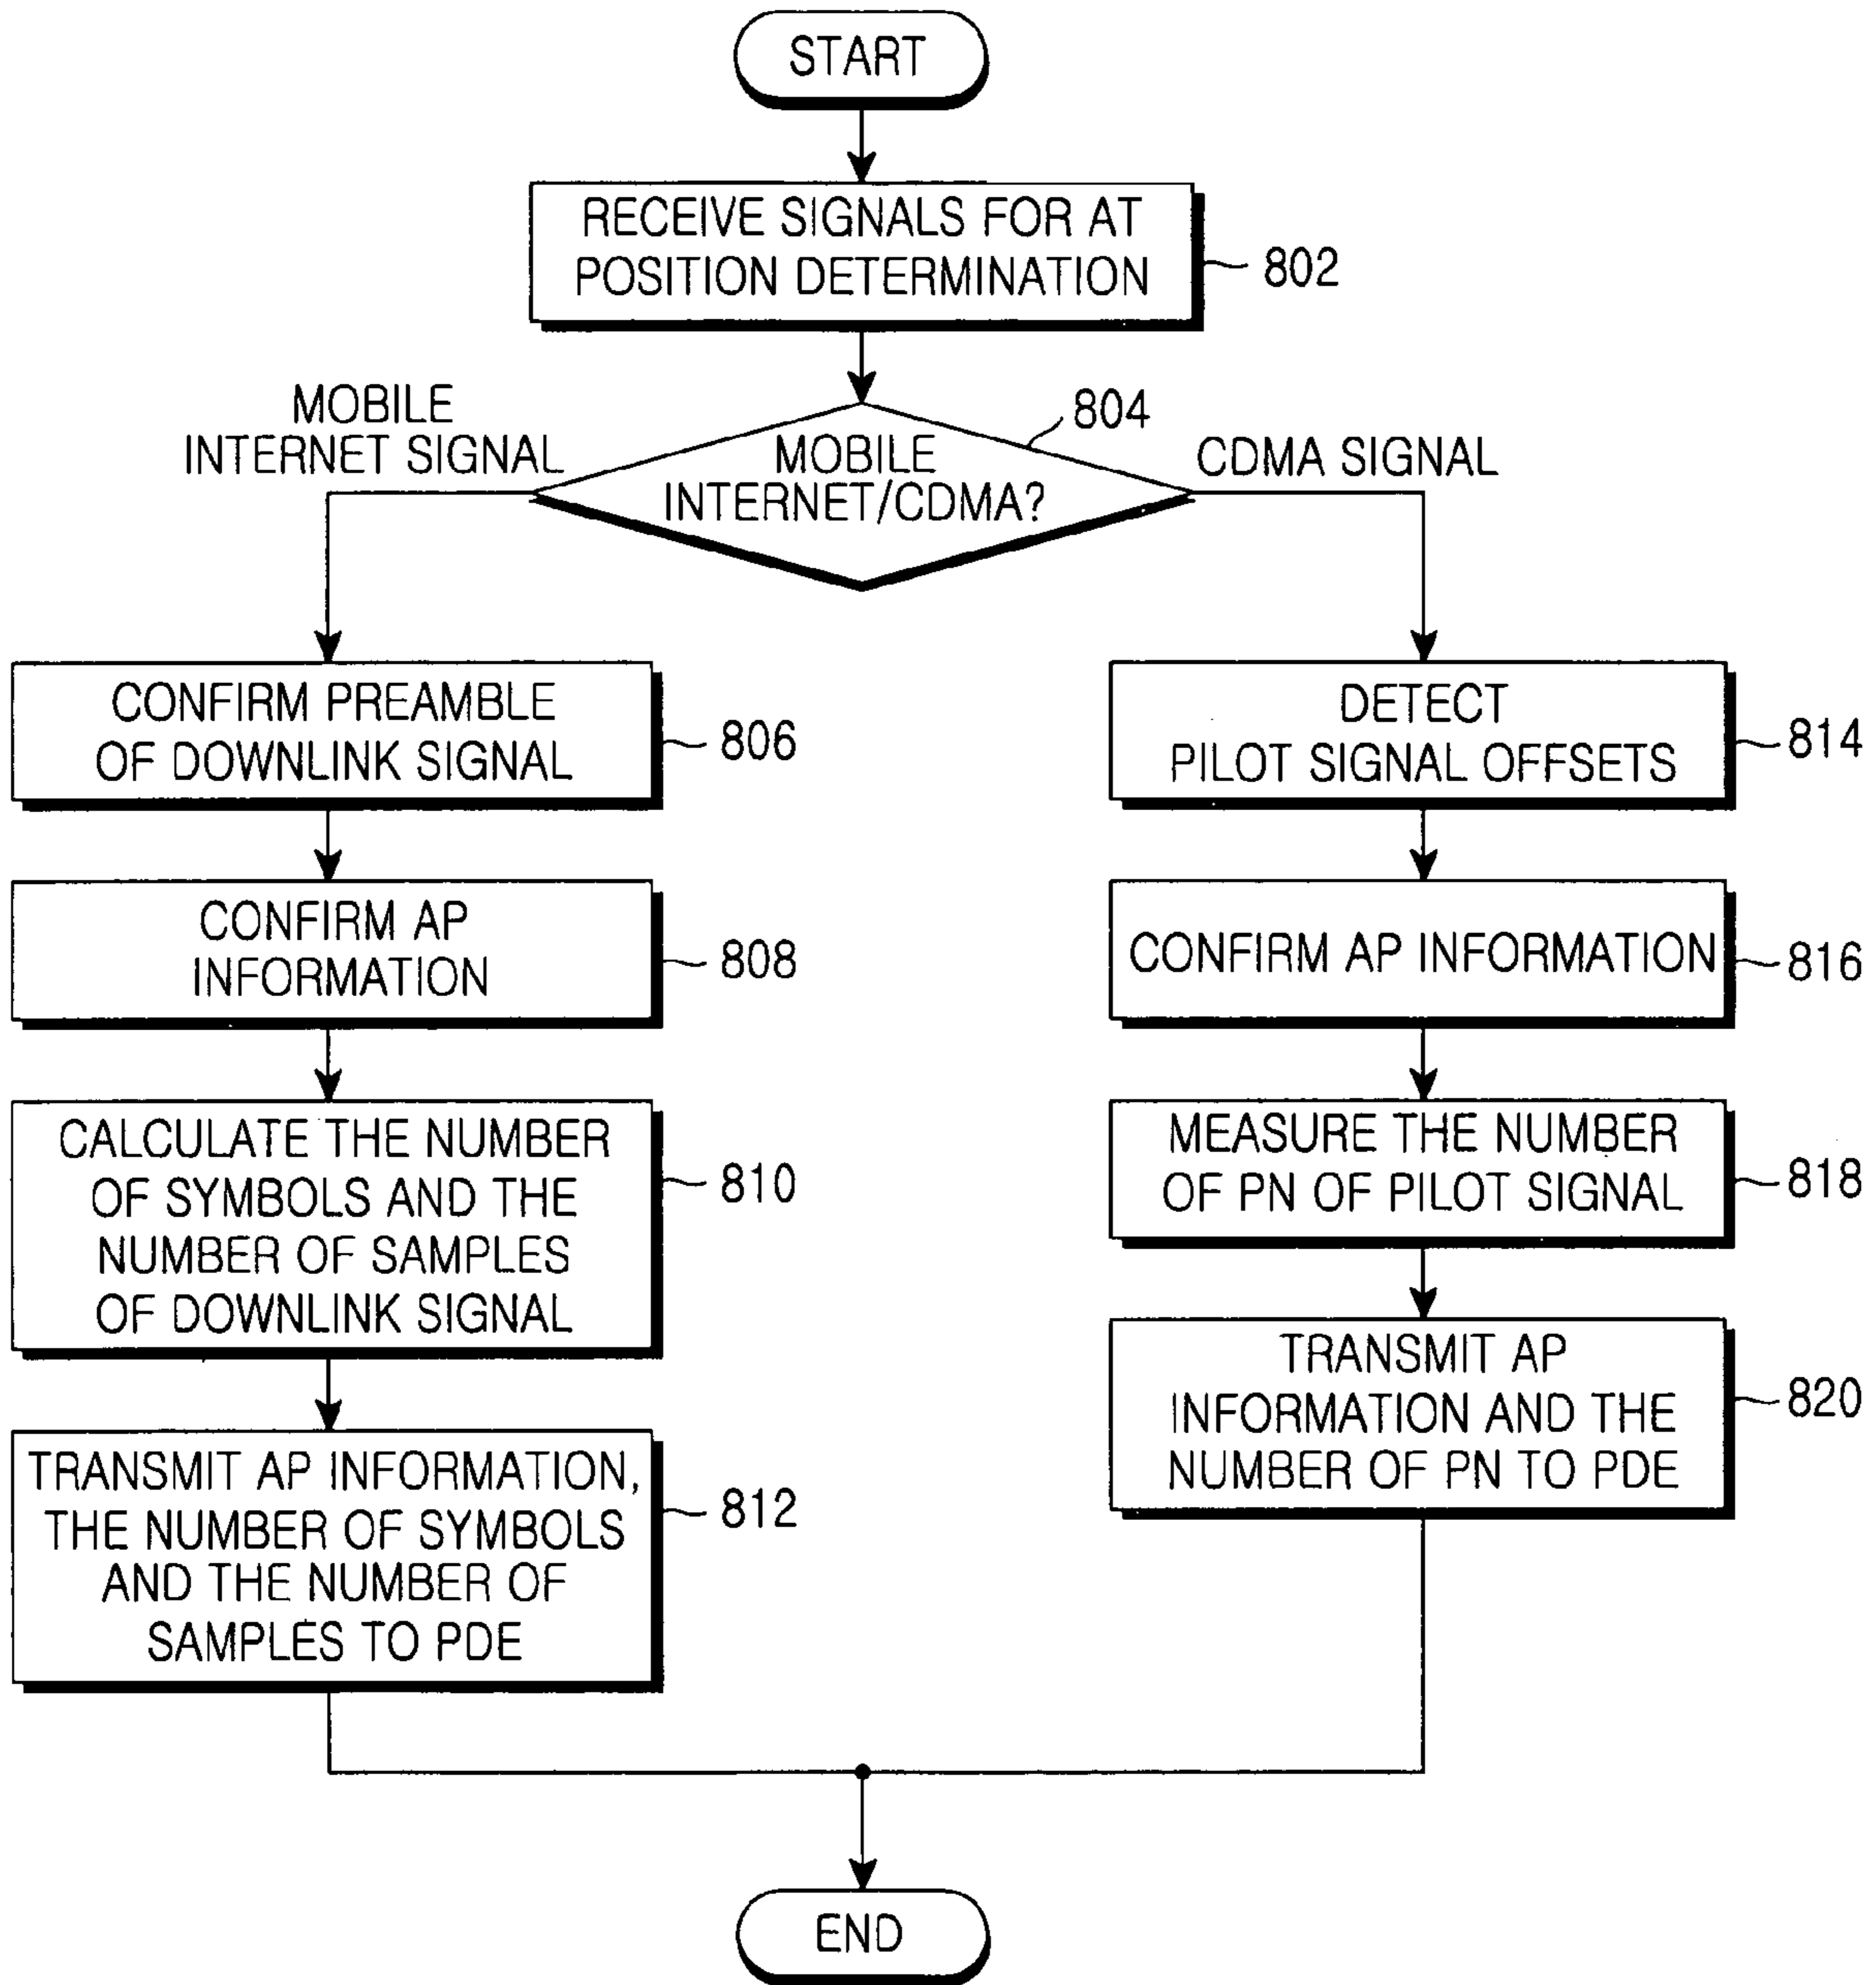 START
RECEIVE SIGNALS FOR AT
POSITION DETERMINATION
802
MOBILE
INTERNET SIGNAL
804
MOBILE
INTERNET/CDMA?
CDMA SIGNAL
CONFIRM PREAMBLE
OF DOWNLINK SIGNAL
806
CONFIRM AP
INFORMATION
808
CALCULATE THE NUMBER
OF SYMBOLS AND THE
NUMBER OF SAMPLES
OF DOWNLINK SIGNAL
810
TRANSMIT AP INFORMATION,
THE NUMBER OF SYMBOLS
AND THE NUMBER OF
SAMPLES TO PDE
812
DETECT
PILOT SIGNAL OFFSETS
814
CONFIRM AP INFORMATION
816
MEASURE THE NUMBER
OF PN OF PILOT SIGNAL
818
TRANSMIT AP
INFORMATION AND THE
NUMBER OF PN TO PDE
820
END